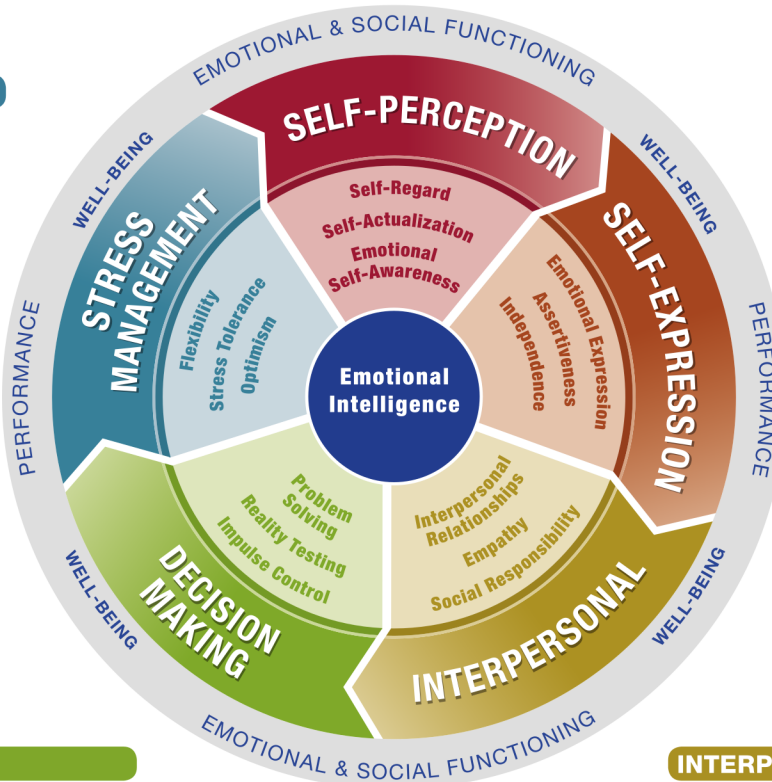 EMOTIONAL & SOCIAL FUNCTIONING
WELL-BEING
WELL-BEING
PERFORMANCE
PERFORMANCE
WELL-BEING
WELL-BEING
EMOTIONAL & SOCIAL FUNCTIONING
SELF-PERCEPTION
Self-Regard
Self-Actualization
Emotional
Self-Awareness
SELF-EXPRESSION
Emotional Expression
Assertiveness
Independence
INTERPERSONAL
Interpersonal
Relationships
Empathy
Social Responsibility
DECISION
MAKING
Problem
Solving
Reality Testing
Impulse Control
STRESS
MANAGEMENT
Flexibility
Stress Tolerance
Optimism
Emotional
Intelligence
INTERP